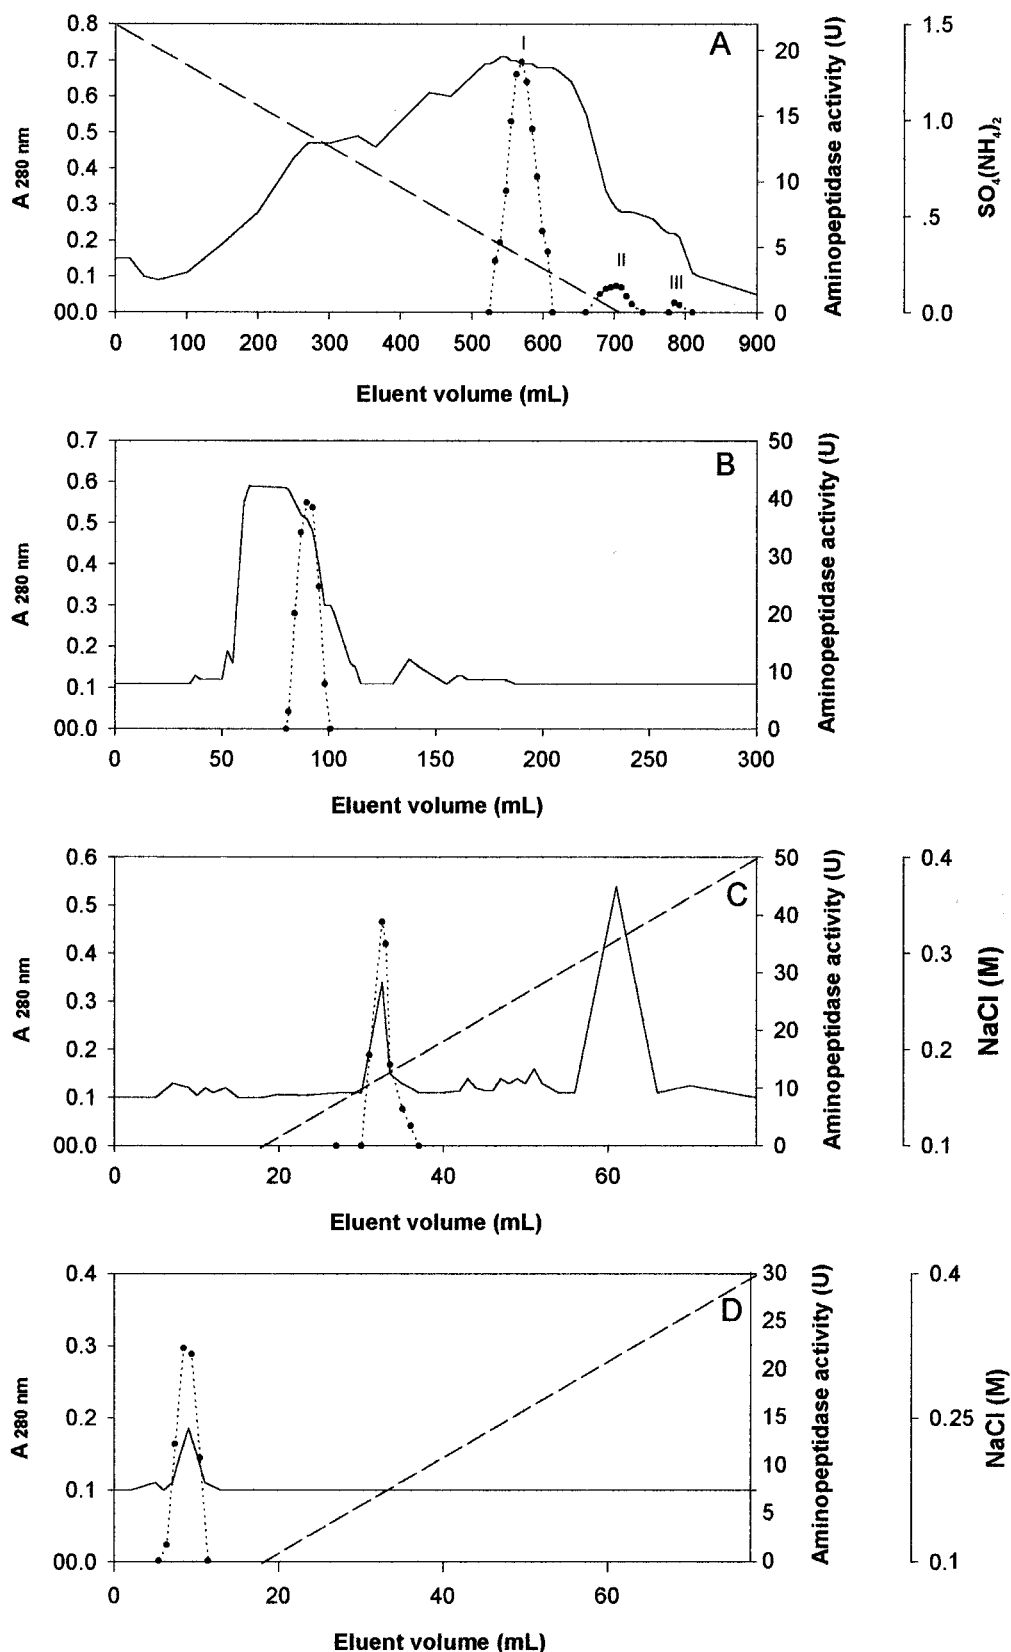 A
I
II
III
0.8
0.7
0.6
0.5
0.4
0.3
0.2
0.1
00.0
A 280 nm
20
15
10
5
0
Aminopeptidase activity (U)
1.5
1.0
.5
0.0
SO4(NH4)2
0 100 200 300 400 500 600 700 800 900
Eluent volume (mL)
B
0.7
0.6
0.5
0.4
0.3
0.2
0.1
00.0
A 280 nm
50
40
30
20
10
0
Aminopeptidase activity (U)
0 50 100 150 200 250 300
Eluent volume (mL)
C
0.6
0.5
0.4
0.3
0.2
0.1
00.0
A 280 nm
50
40
30
20
10
0
Aminopeptidase activity (U)
0.4
0.3
0.2
0.1
NaCl (M)
0 20 40 60
Eluent volume (mL)
D
0.4
0.3
0.2
0.1
00.0
A 280 nm
30
25
20
15
10
5
0
Aminopeptidase activity (U)
0.4
0.25
0.1
NaCl (M)
0 20 40 60
Eluent volume (mL)